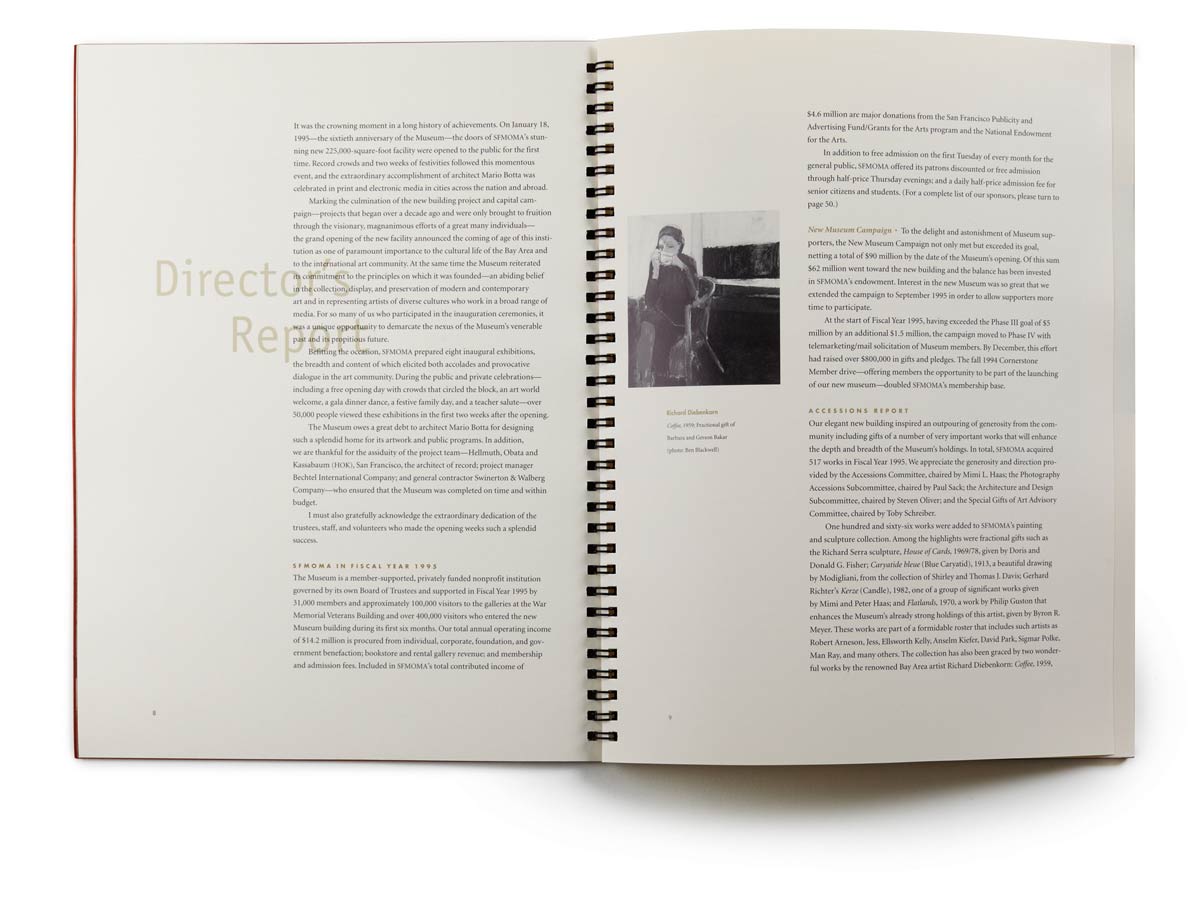 Director's
Report
It was the crowning moment in a long history of achievements. On January 18,
1995—the sixtieth anniversary of the Museum—the doors of SFMOMA's stun-
ning new 225,000-square-foot facility were opened to the public for the first
time. Record crowds and two weeks of festivities followed this momentous
event, and the extraordinary accomplishment of architect Mario Botta was
celebrated in print and electronic media in cities across the nation and abroad.
Marking the culmination of the new building project and capital cam-
paign—projects that began over a decade ago and were only brought to fruition
through the visionary, magnanimous efforts of a great many individuals—
the grand opening of the new facility announced the coming of age of this insti-
tution as one of paramount importance to the cultural life of the Bay Area and
to the international art community. At the same time the Museum reiterated
its commitment to the principles on which it was founded—an abiding belief
in the collection, display, and preservation of modern and contemporary
art and in representing artists of diverse cultures who work in a broad range of
media. For so many of us who participated in the inauguration ceremonies, it
was a unique opportunity to demarcate the nexus of the Museum's venerable
past and its propitious future.
Befitting the occasion, SFMOMA prepared eight inaugural exhibitions,
the breadth and content of which elicited both accolades and provocative
dialogue in the art community. During the public and private celebrations—
including a free opening day with crowds that circled the block, an art world
welcome, a gala dinner dance, a festive family day, and a teacher salute—over
50,000 people viewed these exhibitions in the first two weeks after the opening.
The Museum owes a great debt to architect Mario Botta for designing
such a splendid home for its artwork and public programs. In addition,
we are thankful for the assiduity of the project team—Hellmuth, Obata and
Kassabaum (HOK), San Francisco, the architect of record; project manager
Bechtel International Company; and general contractor Swinerton & Walberg
Company—who ensured that the Museum was completed on time and within
budget.
I must also gratefully acknowledge the extraordinary dedication of the
trustees, staff, and volunteers who made the opening weeks such a splendid
success.
SFMOMA IN FISCAL YEAR 1995
The Museum is a member-supported, privately funded nonprofit institution
governed by its own Board of Trustees and supported in Fiscal Year 1995 by
31,000 members and approximately 100,000 visitors to the galleries at the War
Memorial Veterans Building and over 400,000 visitors who entered the new
Museum building during its first six months. Our total annual operating income
of $14.2 million is procured from individual, corporate, foundation, and gov-
ernment benefaction; bookstore and rental gallery revenue; and membership
and admission fees. Included in SFMOMA's total contributed income of
8
Richard Diebenkorn
Coffee, 1959; Fractional gift of
Barbara and Gerson Bakar
(photo: Ben Blackwell)
$4.6 million are major donations from the San Francisco Publicity and
Advertising Fund/Grants for the Arts program and the National Endowment
for the Arts.
In addition to free admission on the first Tuesday of every month for the
general public, SFMOMA offered its patrons discounted or free admission
through half-price Thursday evenings; and a daily half-price admission fee for
senior citizens and students. (For a complete list of our sponsors, please turn to
page 50.)
New Museum Campaign · To the delight and astonishment of Museum sup-
porters, the New Museum Campaign not only met but exceeded its goal,
netting a total of $90 million by the date of the Museum's opening. Of this sum
$62 million went toward the new building and the balance has been invested
in SFMOMA's endowment. Interest in the new Museum was so great that we
extended the campaign to September 1995 in order to allow supporters more
time to participate.
At the start of Fiscal Year 1995, having exceeded the Phase III goal of $5
million by an additional $1.5 million, the campaign moved to Phase IV with
telemarketing/mail solicitation of Museum members. By December, this effort
had raised over $800,000 in gifts and pledges. The fall 1994 Cornerstone
Member drive—offering members the opportunity to be part of the launching
of our new museum—doubled SFMOMA's membership base.
ACCESSIONS REPORT
Our elegant new building inspired an outpouring of generosity from the com-
munity including gifts of a number of very important works that will enhance
the depth and breadth of the Museum's holdings. In total, SFMOMA acquired
517 works in Fiscal Year 1995. We appreciate the generosity and direction pro-
vided by the Accessions Committee, chaired by Mimi L. Haas; the Photography
Accessions Subcommittee, chaired by Paul Sack; the Architecture and Design
Subcommittee, chaired by Steven Oliver; and the Special Gifts of Art Advisory
Committee, chaired by Toby Schreiber.
One hundred and sixty-six works were added to SFMOMA's painting
and sculpture collection. Among the highlights were fractional gifts such as
the Richard Serra sculpture, House of Cards, 1969/78, given by Doris and
Donald G. Fisher; Caryatide bleue (Blue Caryatid), 1913, a beautiful drawing
by Modigliani, from the collection of Shirley and Thomas J. Davis; Gerhard
Richter's Kerze (Candle), 1982, one of a group of significant works given
by Mimi and Peter Haas; and Flatlands, 1970, a work by Philip Guston that
enhances the Museum's already strong holdings of this artist, given by Byron R.
Meyer. These works are part of a formidable roster that includes such artists as
Robert Arneson, Jess, Ellsworth Kelly, Anselm Kiefer, David Park, Sigmar Polke,
Man Ray, and many others. The collection has also been graced by two wonder-
ful works by the renowned Bay Area artist Richard Diebenkorn: Coffee, 1959,
9